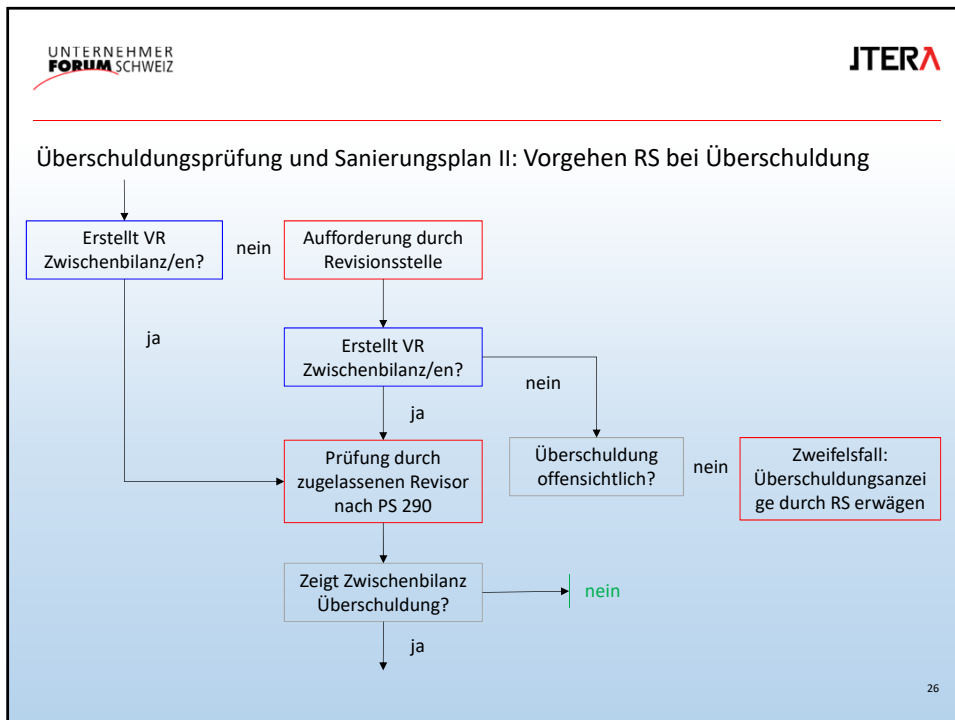 UNTERNEHMER
FORUM SCHWEIZ
ITERA
Überschuldungsprüfung und Sanierungsplan II: Vorgehen RS bei Überschuldung
Erstellt VR
Zwischenbilanz/en?
nein
Aufforderung durch
Revisionsstelle
ja
Erstellt VR
Zwischenbilanz/en?
nein
ja
Prüfung durch
zugelassenen Revisor
nach PS 290
Überschuldung
offensichtlich?
nein
Zweifelsfall:
Überschuldungsanzei
ge durch RS erwägen
Zeigt Zwischenbilanz
Überschuldung?
nein
ja
26